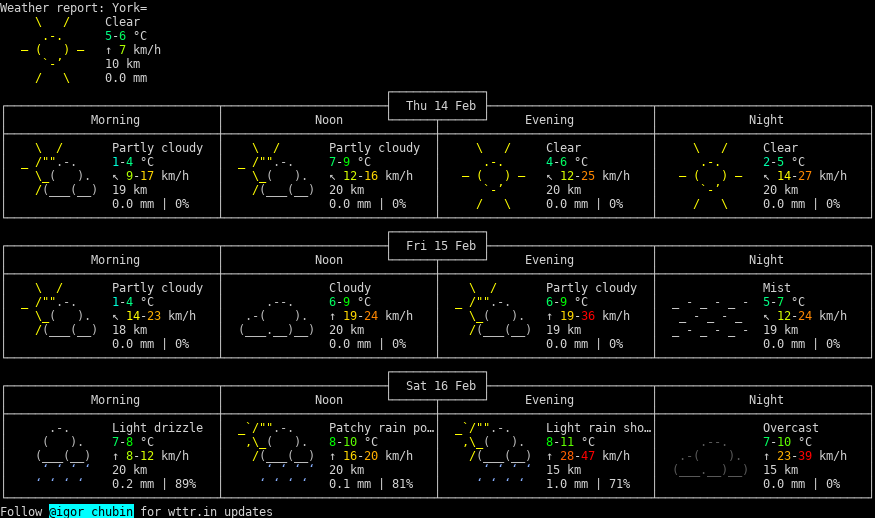 Weather report: York=
Clear
5-6 °C
↑ 7 km/h
10 km
0.0 mm
Thu 14 Feb
Morning Noon Evening Night
Partly cloudy Partly cloudy Clear Clear
1-4 °C 7-9 °C 4-6 °C 2-5 °C
↖ 9-17 km/h ↖ 12-16 km/h ↖ 12-25 km/h ↖ 14-27 km/h
19 km 20 km 20 km 20 km
0.0 mm | 0% 0.0 mm | 0% 0.0 mm | 0% 0.0 mm | 0%
Fri 15 Feb
Morning Noon Evening Night
Partly cloudy Cloudy Partly cloudy Mist
1-4 °C 6-9 °C 6-9 °C 5-7 °C
↖ 14-23 km/h ↑ 19-24 km/h ↑ 19-36 km/h ↖ 12-24 km/h
18 km 20 km 19 km 19 km
0.0 mm | 0% 0.0 mm | 0% 0.0 mm | 0% 0.0 mm | 0%
Sat 16 Feb
Morning Noon Evening Night
Light drizzle Patchy rain po… Light rain sho… Overcast
7-8 °C 8-10 °C 8-11 °C 7-10 °C
↑ 8-12 km/h ↑ 16-20 km/h ↑ 28-47 km/h ↑ 23-39 km/h
20 km 20 km 15 km 15 km
0.2 mm | 89% 0.1 mm | 81% 1.0 mm | 71% 0.0 mm | 0%
Follow @igor_chubin for wttr.in updates